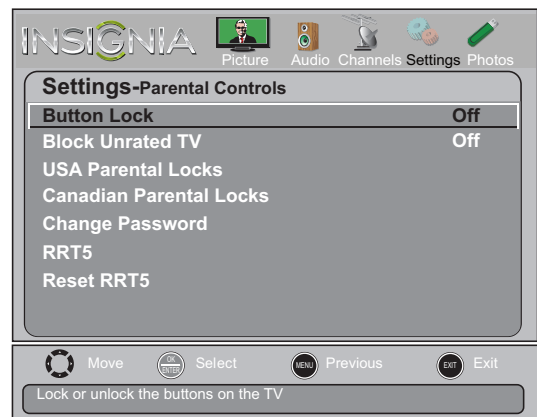 INSIGNIA
Picture Audio Channels Settings Photos
Settings-Parental Controls
Button Lock Off
Block Unrated TV Off
USA Parental Locks
Canadian Parental Locks
Change Password
RRT5
Reset RRT5
Move OK ENTER Select MENU Previous EXIT Exit
Lock or unlock the buttons on the TV